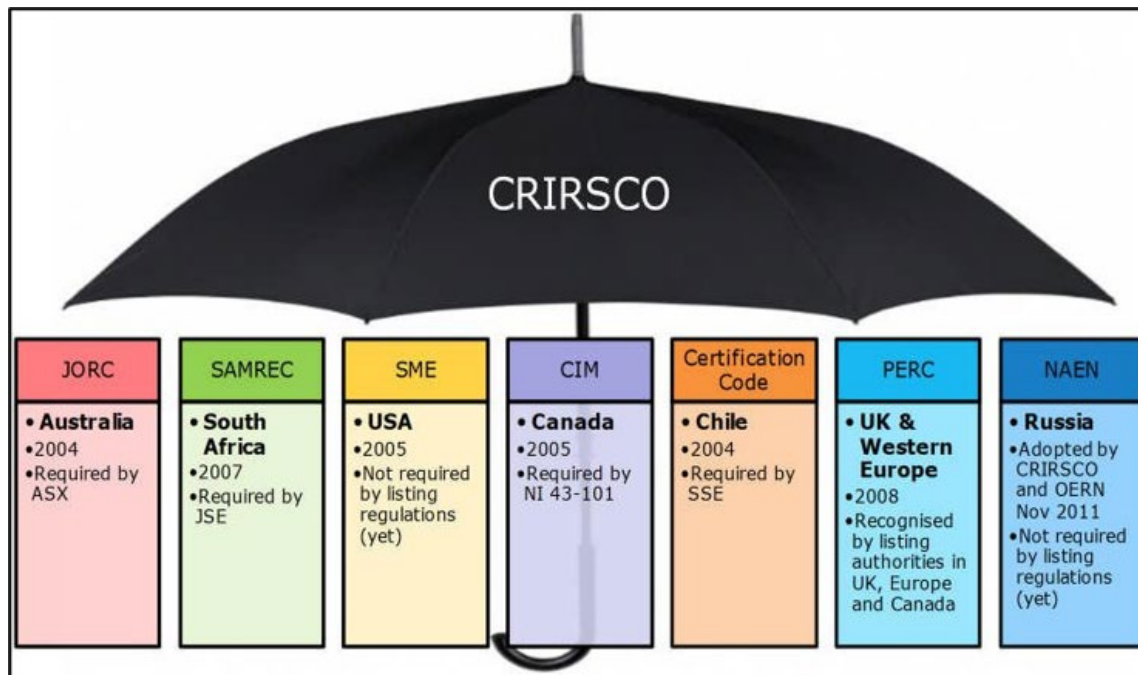 CRIRSCO
JORC
• Australia
•2004
•Required by
ASX
SAMREC
• South
Africa
•2007
•Required by
JSE
SME
• USA
•2005
•Not required
by listing
regulations
(yet)
CIM
• Canada
•2005
•Required by
NI 43-101
Certification
Code
• Chile
•2004
•Required by
SSE
PERC
• UK &
Western
Europe
•2008
•Recognised
by listing
authorities in
UK, Europe
and Canada
NAEN
• Russia
•Adopted by
CRIRSCO
and OERN
Nov 2011
•Not required
by listing
regulations
(yet)